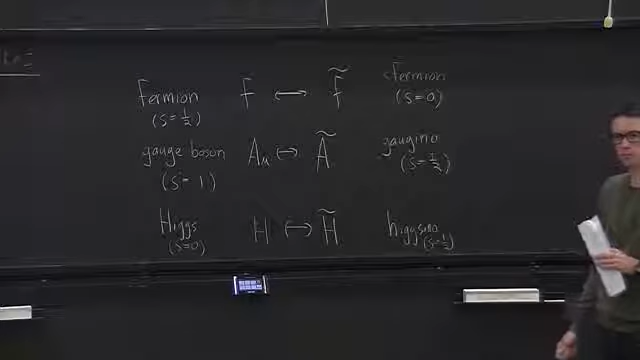 Fermion F ↔ F̃ sfermion
(s=½) (s=0)
gauge boson Aμ ↔ Ã gaugino
(s=1) (s=½)
Higgs H ↔ H̃ higgsino
(s=0) (s=½)